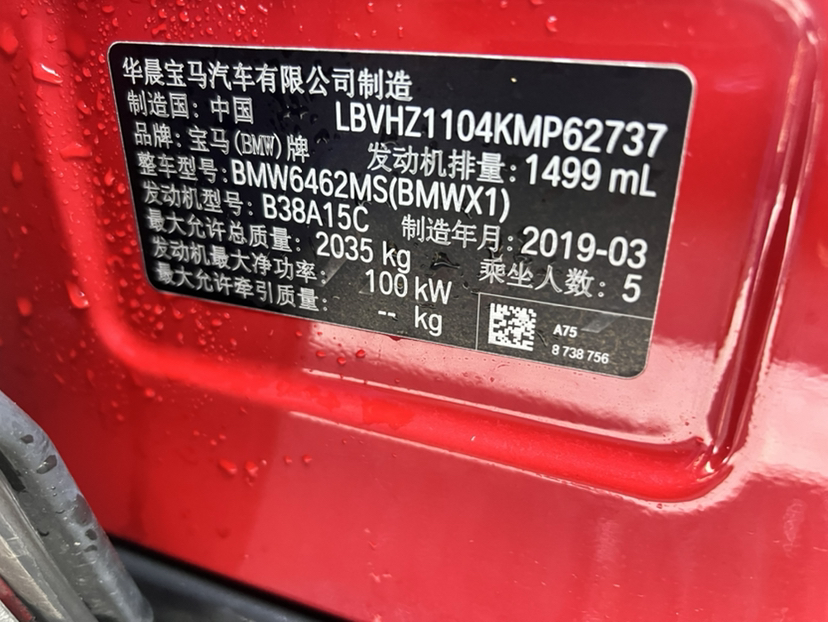 华晨宝马汽车有限公司制造
制造国: 中国 LBVHZ1104KMP62737
品牌: 宝马(BMW)牌 发动机排量: 1499 mL
整车型号: BMW6462MS(BMWX1)
发动机型号: B38A15C 制造年月: 2019-03
最大允许总质量: 2035 kg 乘坐人数: 5
发动机最大净功率: 100 kW
最大允许牵引质量: -- kg
A75
8 738 756